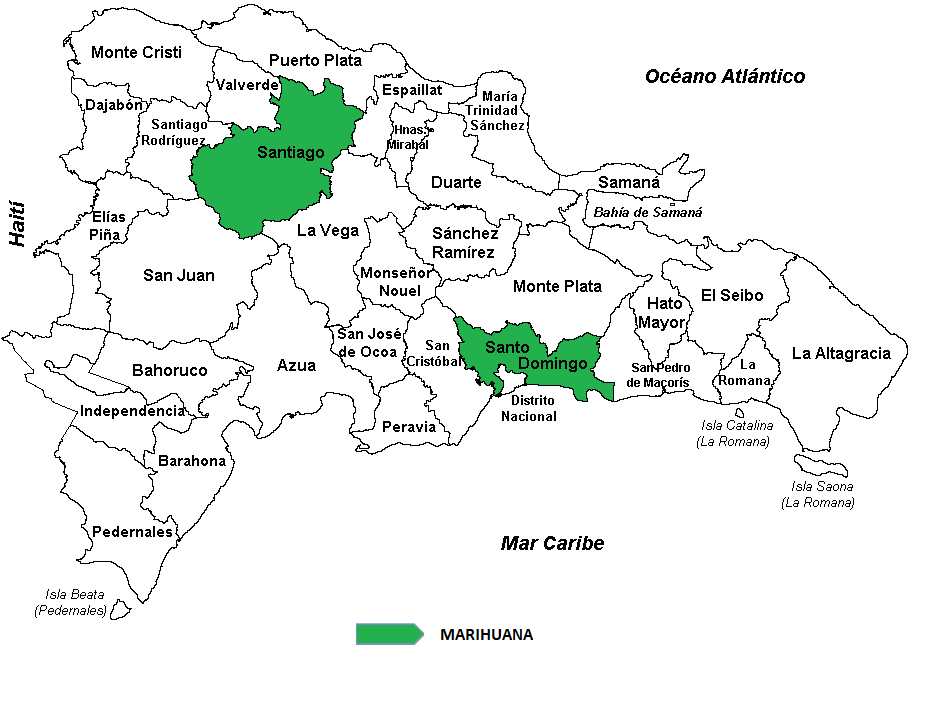 Monte Cristi
Puerto Plata
Océano Atlántico
Valverde
Espaillat
Dajabón
María
Trinidad
Sánchez
Santiago
Rodríguez
Hnas.
Mirabal
Santiago
Duarte
Samaná
Bahía de Samaná
Haití
Elías
Piña
La Vega
Sánchez
Ramírez
San Juan
Monseñor
Nouel
Monte Plata
El Seibo
Hato
Mayor
San José
de Ocoa
San
Cristóbal
Santo
Domingo
La Altagracia
Bahoruco
Azua
San Pedro
de Macorís
La
Romana
Independencia
Distrito
Nacional
Peravia
Isla Catalina
(La Romana)
Barahona
Isla Saona
(La Romana)
Pedernales
Mar Caribe
Isla Beata
(Pedernales)
MARIHUANA